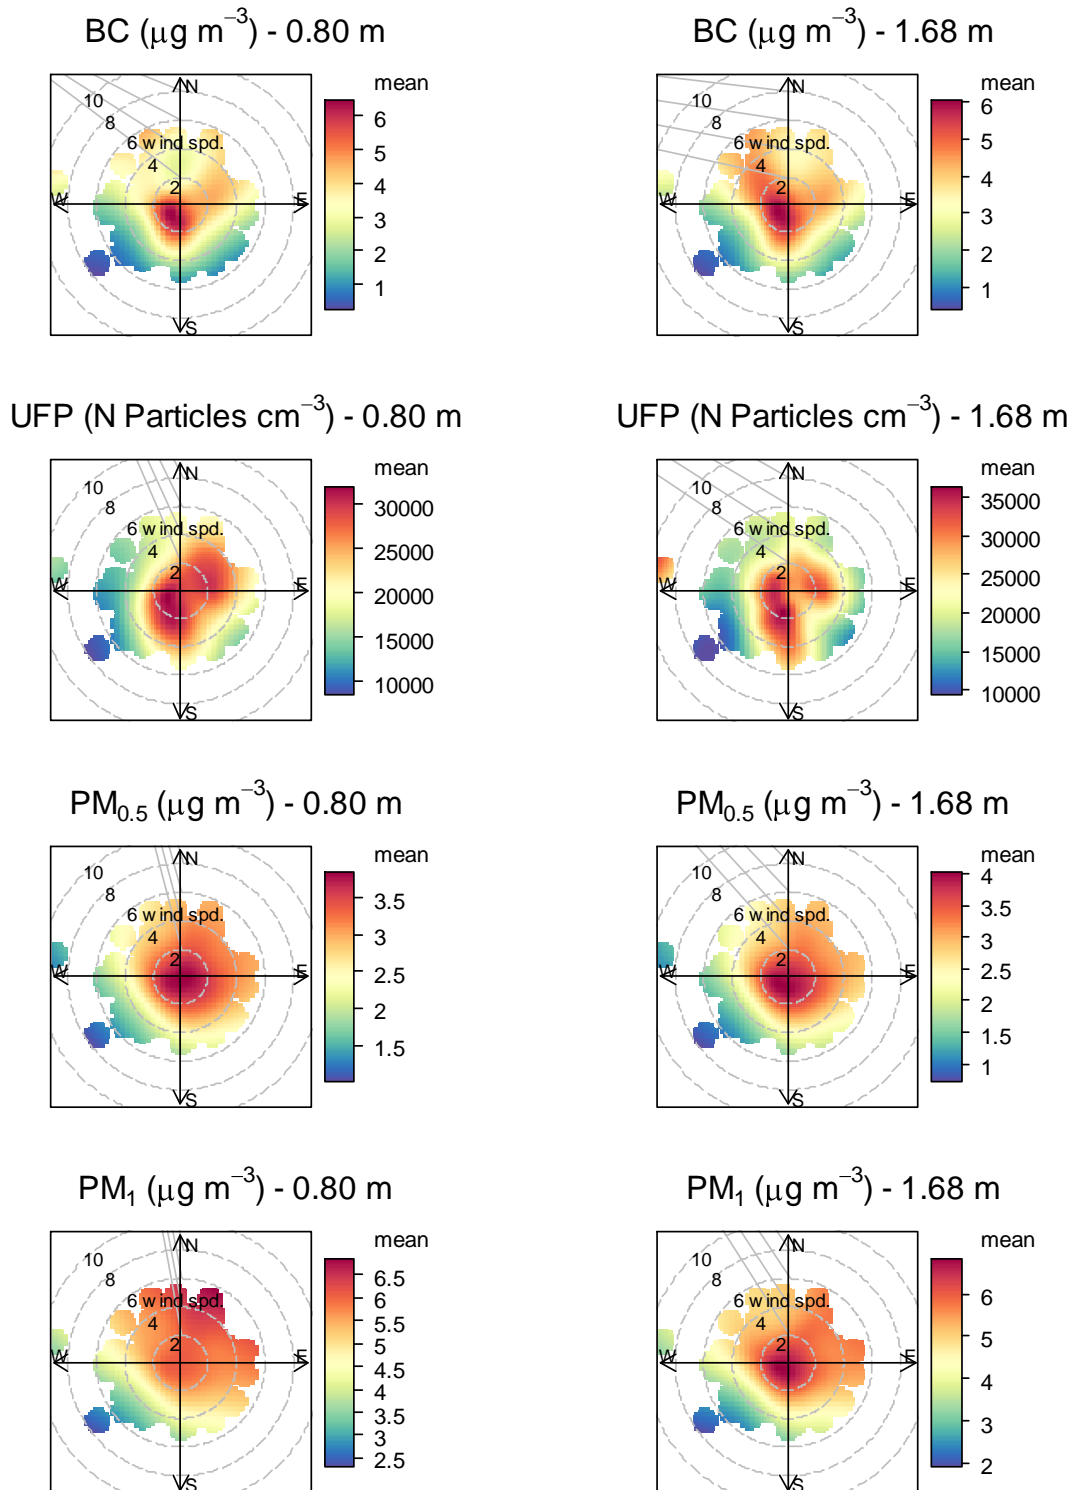 BC (μg m⁻³) - 0.80 m
mean
N
10
8
6 wind spd.
4
2
W
E
S
6
5
4
3
2
1
BC (μg m⁻³) - 1.68 m
mean
N
10
8
6 wind spd.
4
2
W
E
S
6
5
4
3
2
1
UFP (N Particles cm⁻³) - 0.80 m
mean
N
10
8
6 wind spd.
4
2
W
E
S
30000
25000
20000
15000
10000
UFP (N Particles cm⁻³) - 1.68 m
mean
N
10
8
6 wind spd.
4
2
W
E
S
35000
30000
25000
20000
15000
10000
PM₀.₅ (μg m⁻³) - 0.80 m
mean
N
10
8
6 wind spd.
4
2
W
E
S
3.5
3
2.5
2
1.5
PM₀.₅ (μg m⁻³) - 1.68 m
mean
N
10
8
6 wind spd.
4
2
W
E
S
4
3.5
3
2.5
2
1.5
1
PM₁ (μg m⁻³) - 0.80 m
mean
N
10
8
6 wind spd.
4
2
W
E
S
6.5
6
5.5
5
4.5
4
3.5
3
2.5
PM₁ (μg m⁻³) - 1.68 m
mean
N
10
8
6 wind spd.
4
2
W
E
S
6
5
4
3
2